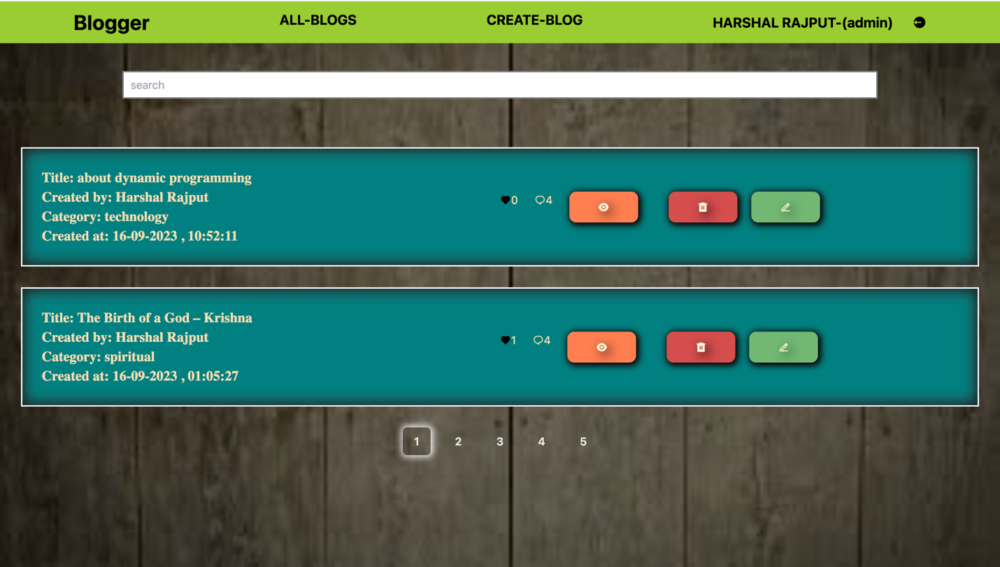 Blogger ALL-BLOGS CREATE-BLOG HARSHAL RAJPUT-(admin)
search
Title: about dynamic programming
Created by: Harshal Rajput
Category: technology
Created at: 16-09-2023 , 10:52:11
0 4
Title: The Birth of a God – Krishna
Created by: Harshal Rajput
Category: spiritual
Created at: 16-09-2023 , 01:05:27
1 4
1 2 3 4 5